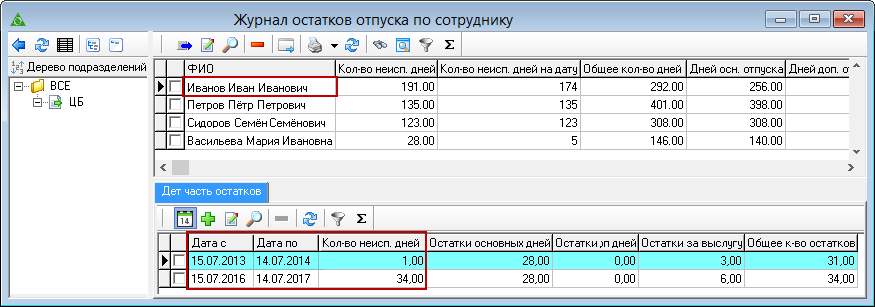 Журнал остатков отпуска по сотруднику
Дерево подразделений
ВСЕ
ЦБ
ФИО Кол-во неисп. дней Кол-во неисп. дней на дату Общее кол-во дней Дней осн. отпуска Дней доп. от
Иванов Иван Иванович 191.00 174 292.00 256.00
Петров Пётр Петрович 135.00 135 401.00 398.00
Сидоров Семён Семёнович 123.00 123 308.00 308.00
Васильева Мария Ивановна 28.00 5 146.00 140.00
Дет часть остатков
14
Дата с Дата по Кол-во неисп. дней Остатки основных дней Остатки дней Остатки за выслугу Общее к-во остатков
15.07.2013 14.07.2014 1,00 28,00 0,00 3,00 31,00
15.07.2016 14.07.2017 34,00 28,00 0,00 6,00 34,00